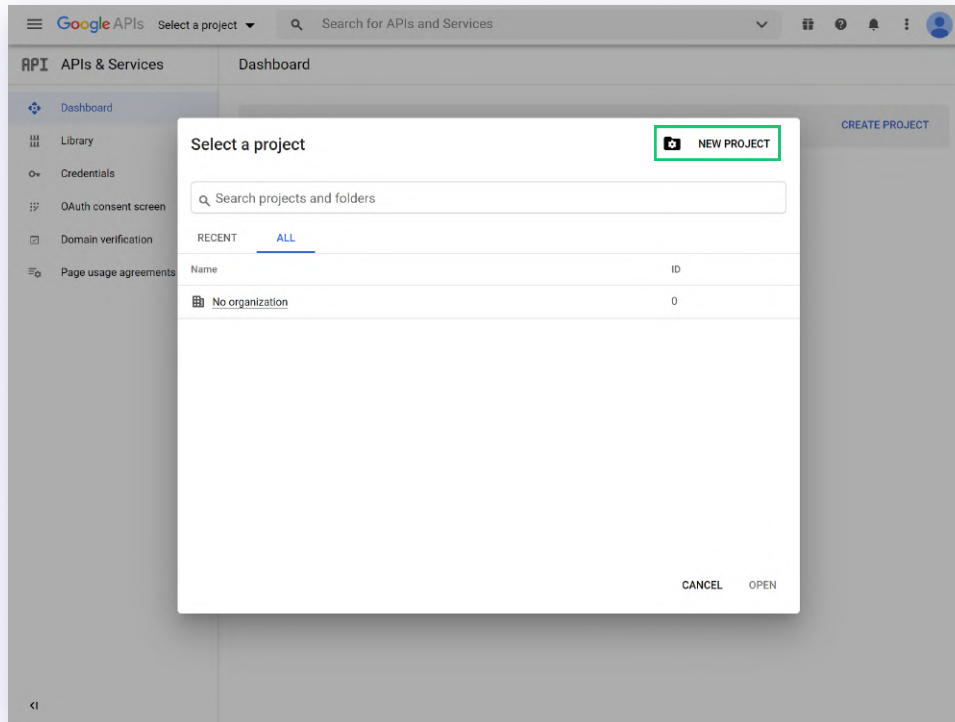 Google APIs Select a project Search for APIs and Services
API APIs & Services Dashboard
Dashboard
CREATE PROJECT
Library
Credentials
OAuth consent screen
Domain verification
Page usage agreements
Select a project NEW PROJECT
Search projects and folders
RECENT ALL
Name ID
No organization 0
CANCEL OPEN